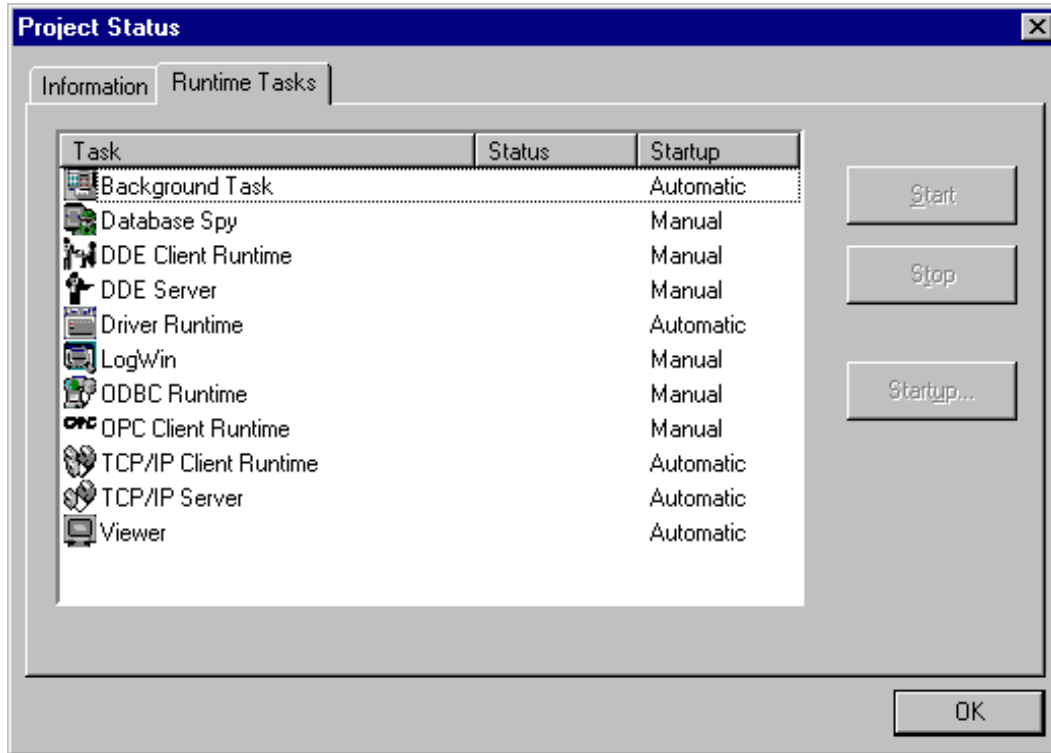 Project Status
Information Runtime Tasks
Task Status Startup
Background Task Automatic
Database Spy Manual
DDE Client Runtime Manual
DDE Server Manual
Driver Runtime Automatic
LogWin Manual
ODBC Runtime Manual
OPC OPC Client Runtime Manual
TCP/IP Client Runtime Automatic
TCP/IP Server Automatic
Viewer Automatic
Start
Stop
Startup...
OK